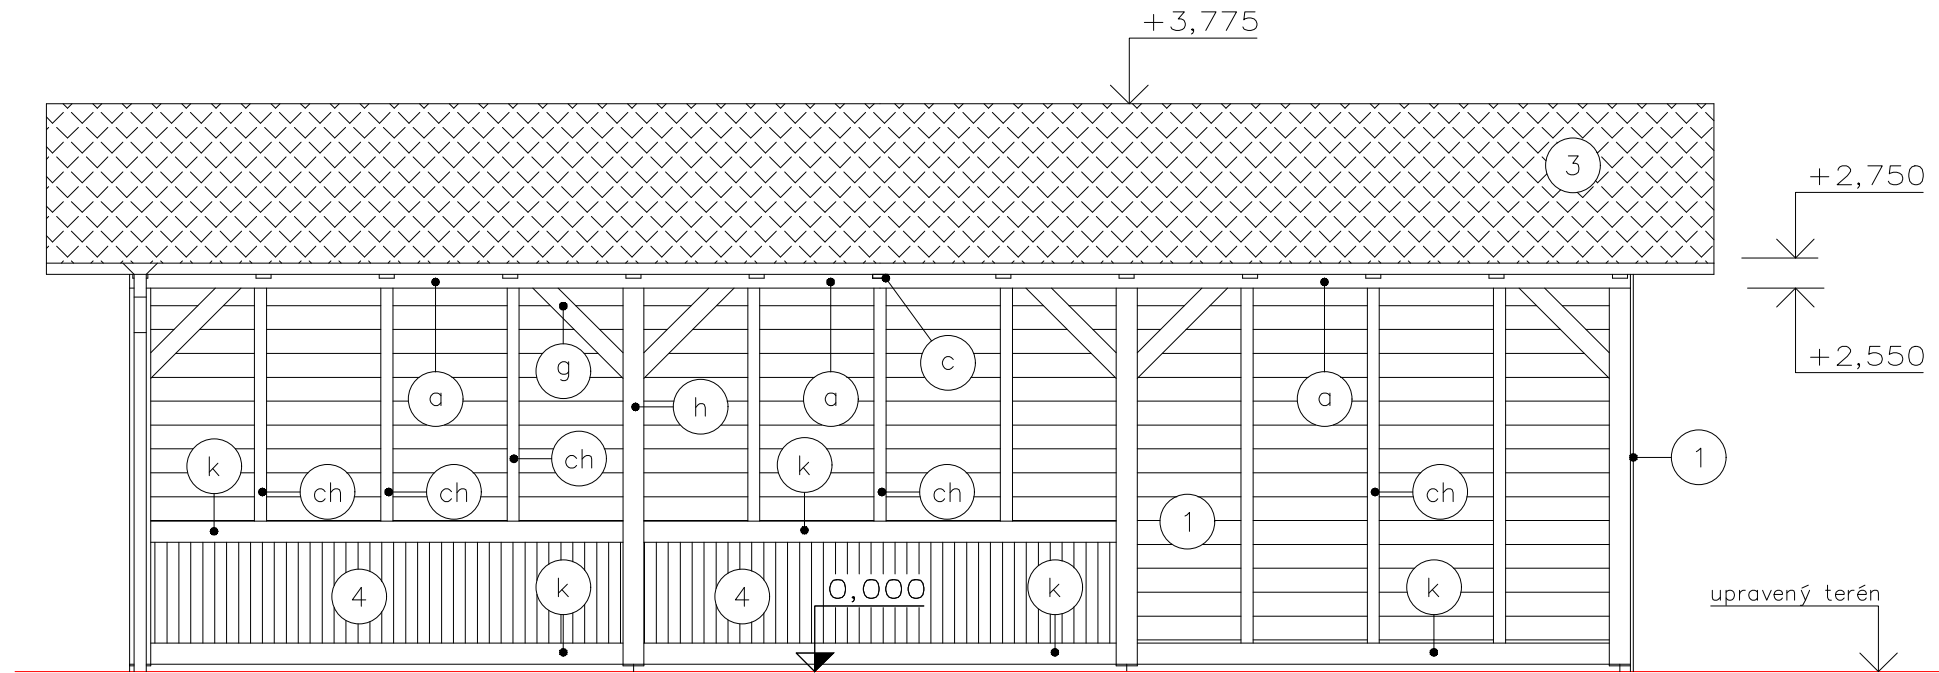 +3,775
3
+2,750
+2,550
a
g
h
a
c
a
k
ch
ch
ch
k
ch
ch
1
1
4
k
4
0,000
k
k
upravený terén